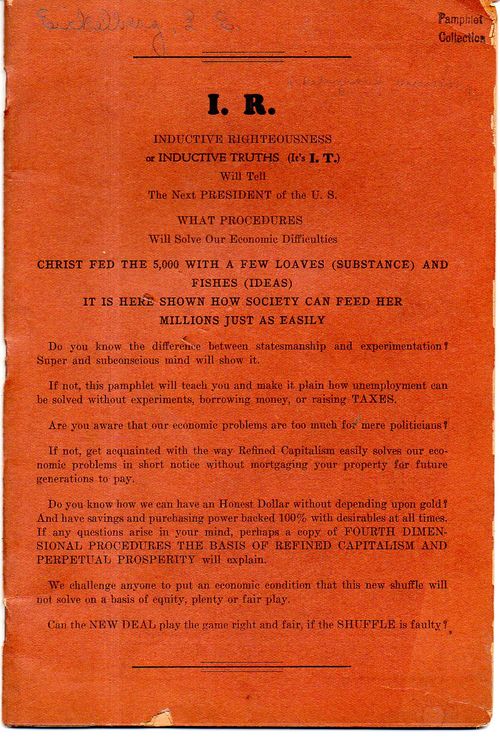 Pamphlet
Collection
I. R.
INDUCTIVE RIGHTEOUSNESS
or INDUCTIVE TRUTHS (It's I. T.)
Will Tell
The Next PRESIDENT of the U. S.
WHAT PROCEDURES
Will Solve Our Economic Difficulties
CHRIST FED THE 5,000 WITH A FEW LOAVES (SUBSTANCE) AND
FISHES (IDEAS)
IT IS HERE SHOWN HOW SOCIETY CAN FEED HER
MILLIONS JUST AS EASILY
Do you know the difference between statesmanship and experimentation?
Super and subconscious mind will show it.
If not, this pamphlet will teach you and make it plain how unemployment can
be solved without experiments, borrowing money, or raising TAXES.
Are you aware that our economic problems are too much for mere politicians?
If not, get acquainted with the way Refined Capitalism easily solves our eco-
nomic problems in short notice without mortgaging your property for future
generations to pay.
Do you know how we can have an Honest Dollar without depending upon gold?
And have savings and purchasing power backed 100% with desirables at all times.
If any questions arise in your mind, perhaps a copy of FOURTH DIMEN-
SIONAL PROCEDURES THE BASIS OF REFINED CAPITALISM AND
PERPETUAL PROSPERITY will explain.
We challenge anyone to put an economic condition that this new shuffle will
not solve on a basis of equity, plenty or fair play.
Can the NEW DEAL play the game right and fair, if the SHUFFLE is faulty?